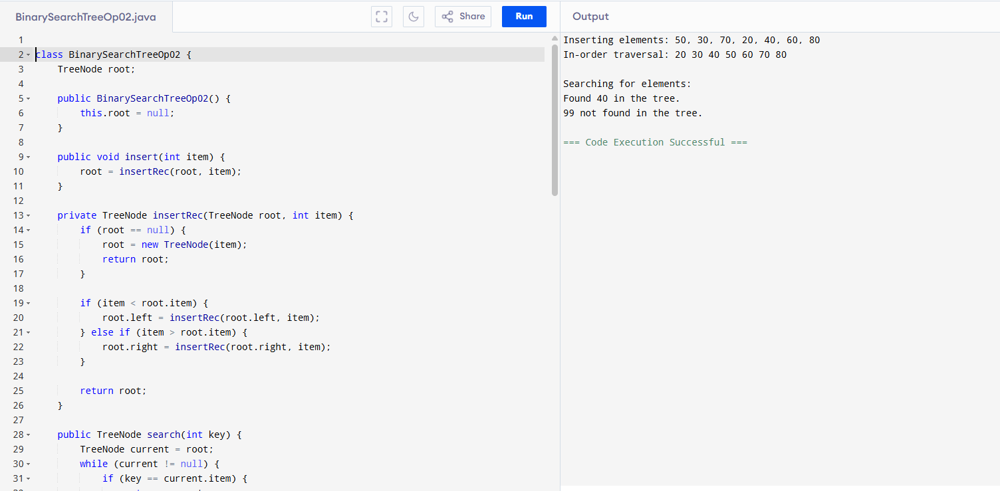 BinarySearchTreeOp02.java
Share
Run
Output
1
2 class BinarySearchTreeOp02 {
3     TreeNode root;
4
5     public BinarySearchTreeOp02() {
6         this.root = null;
7     }
8
9     public void insert(int item) {
10         root = insertRec(root, item);
11     }
12
13     private TreeNode insertRec(TreeNode root, int item) {
14         if (root == null) {
15             root = new TreeNode(item);
16             return root;
17         }
18
19         if (item < root.item) {
20             root.left = insertRec(root.left, item);
21         } else if (item > root.item) {
22             root.right = insertRec(root.right, item);
23         }
24
25         return root;
26     }
27
28     public TreeNode search(int key) {
29         TreeNode current = root;
30         while (current != null) {
31             if (key == current.item) {
Inserting elements: 50, 30, 70, 20, 40, 60, 80
In-order traversal: 20 30 40 50 60 70 80

Searching for elements:
Found 40 in the tree.
99 not found in the tree.

=== Code Execution Successful ===